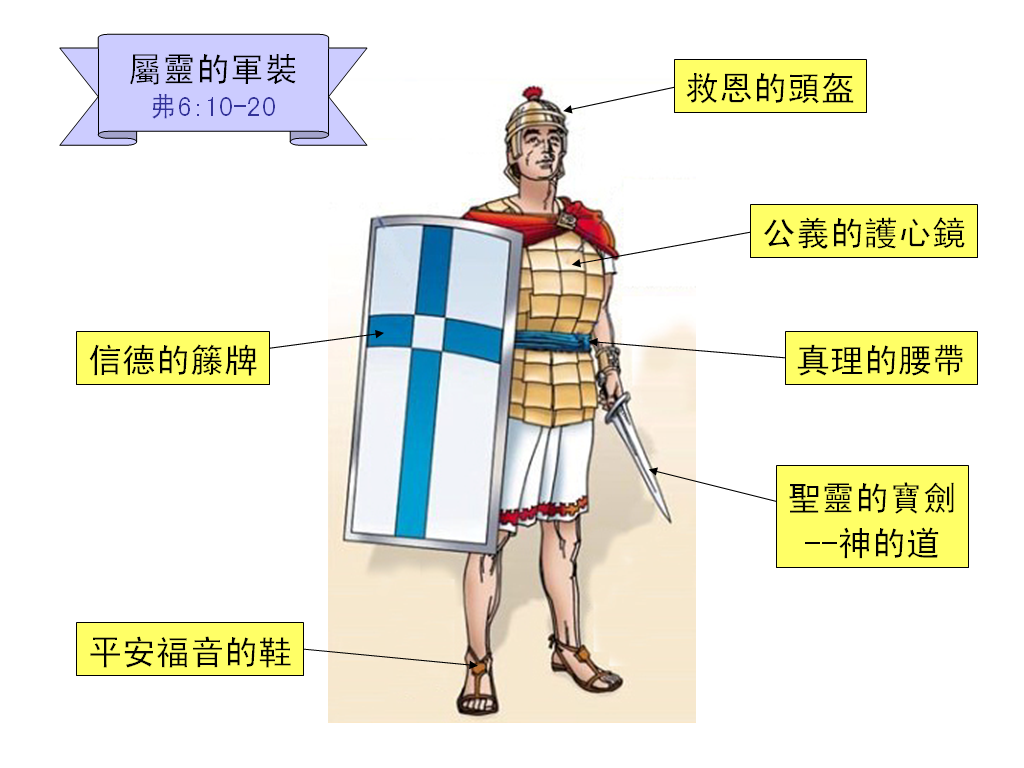 屬靈的軍裝
弗6:10-20
救恩的頭盔
公義的護心鏡
信德的籐牌
真理的腰帶
聖靈的寶劍
--神的道
平安福音的鞋